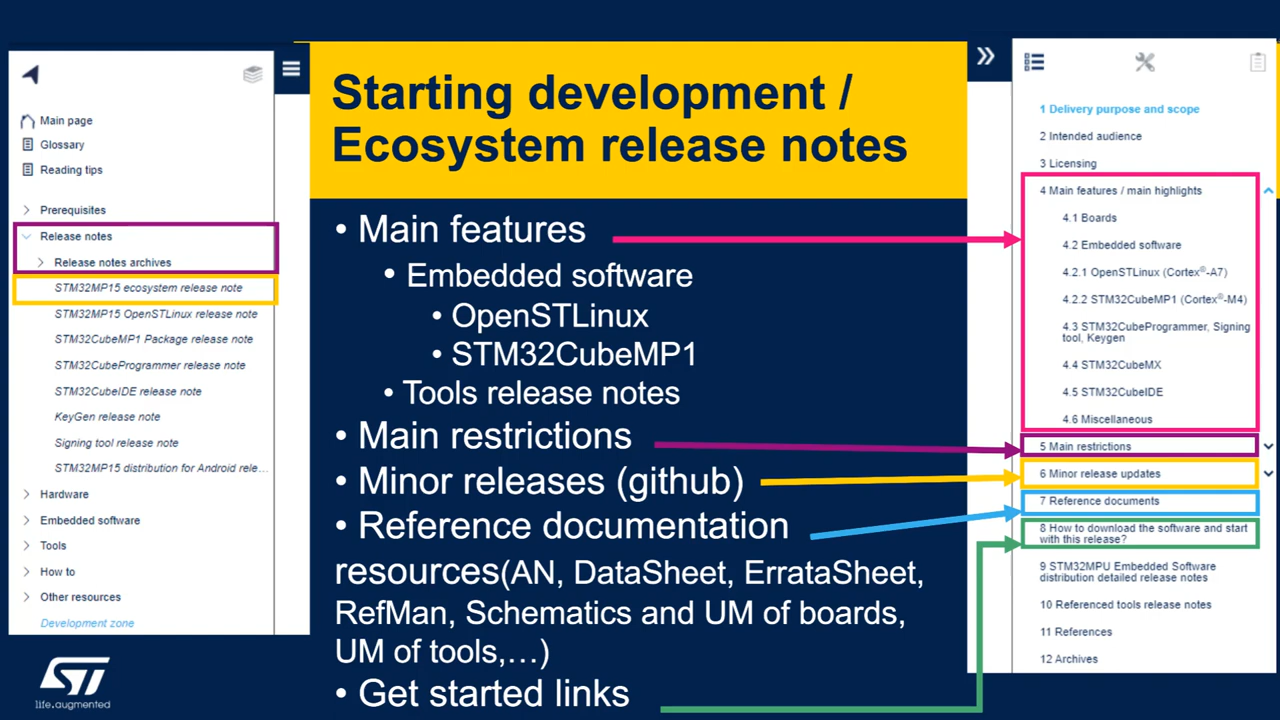 Main page
Glossary
Reading tips
Prerequisites
Release notes
Release notes archives
STM32MP15 ecosystem release note
STM32MP15 OpenSTLinux release note
STM32CubeMP1 Package release note
STM32CubeProgrammer release note
STM32CubeIDE release note
KeyGen release note
Signing tool release note
STM32MP15 distribution for Android rele...
Hardware
Embedded software
Tools
How to
Other resources
Development zone
ST
life.augmented
Starting development /
Ecosystem release notes
• Main features
• Embedded software
• OpenSTLinux
• STM32CubeMP1
• Tools release notes
• Main restrictions
• Minor releases (github)
• Reference documentation
resources(AN, DataSheet, ErrataSheet,
RefMan, Schematics and UM of boards,
UM of tools,…)
• Get started links
1 Delivery purpose and scope
2 Intended audience
3 Licensing
4 Main features / main highlights
4.1 Boards
4.2 Embedded software
4.2.1 OpenSTLinux (Cortex®-A7)
4.2.2 STM32CubeMP1 (Cortex®-M4)
4.3 STM32CubeProgrammer, Signing
tool, Keygen
4.4 STM32CubeMX
4.5 STM32CubeIDE
4.6 Miscellaneous
5 Main restrictions
6 Minor release updates
7 Reference documents
8 How to download the software and start
with this release?
9 STM32MPU Embedded Software
distribution detailed release notes
10 Referenced tools release notes
11 References
12 Archives